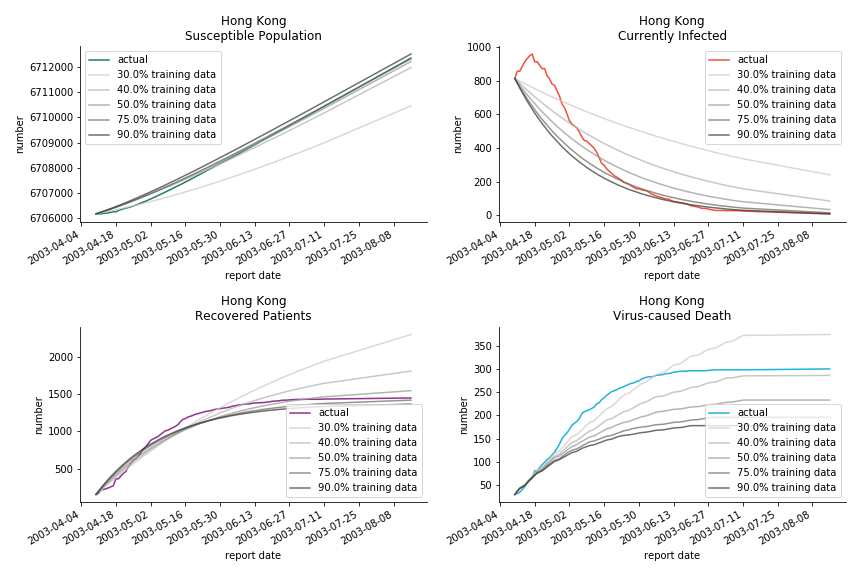 Hong Kong
Susceptible Population
6712000
6711000
6710000
6709000
6708000
6707000
6706000
number
actual
30.0% training data
40.0% training data
50.0% training data
75.0% training data
90.0% training data
2003-04-04
2003-04-18
2003-05-02
2003-05-16
2003-05-30
2003-06-13
2003-06-27
2003-07-11
2003-07-25
2003-08-08
report date
Hong Kong
Currently Infected
1000
800
600
400
200
0
number
actual
30.0% training data
40.0% training data
50.0% training data
75.0% training data
90.0% training data
2003-04-04
2003-04-18
2003-05-02
2003-05-16
2003-05-30
2003-06-13
2003-06-27
2003-07-11
2003-07-25
2003-08-08
report date
Hong Kong
Recovered Patients
2000
1500
1000
500
number
actual
30.0% training data
40.0% training data
50.0% training data
75.0% training data
90.0% training data
2003-04-04
2003-04-18
2003-05-02
2003-05-16
2003-05-30
2003-06-13
2003-06-27
2003-07-11
2003-07-25
2003-08-08
report date
Hong Kong
Virus-caused Death
350
300
250
200
150
100
50
number
actual
30.0% training data
40.0% training data
50.0% training data
75.0% training data
90.0% training data
2003-04-04
2003-04-18
2003-05-02
2003-05-16
2003-05-30
2003-06-13
2003-06-27
2003-07-11
2003-07-25
2003-08-08
report date